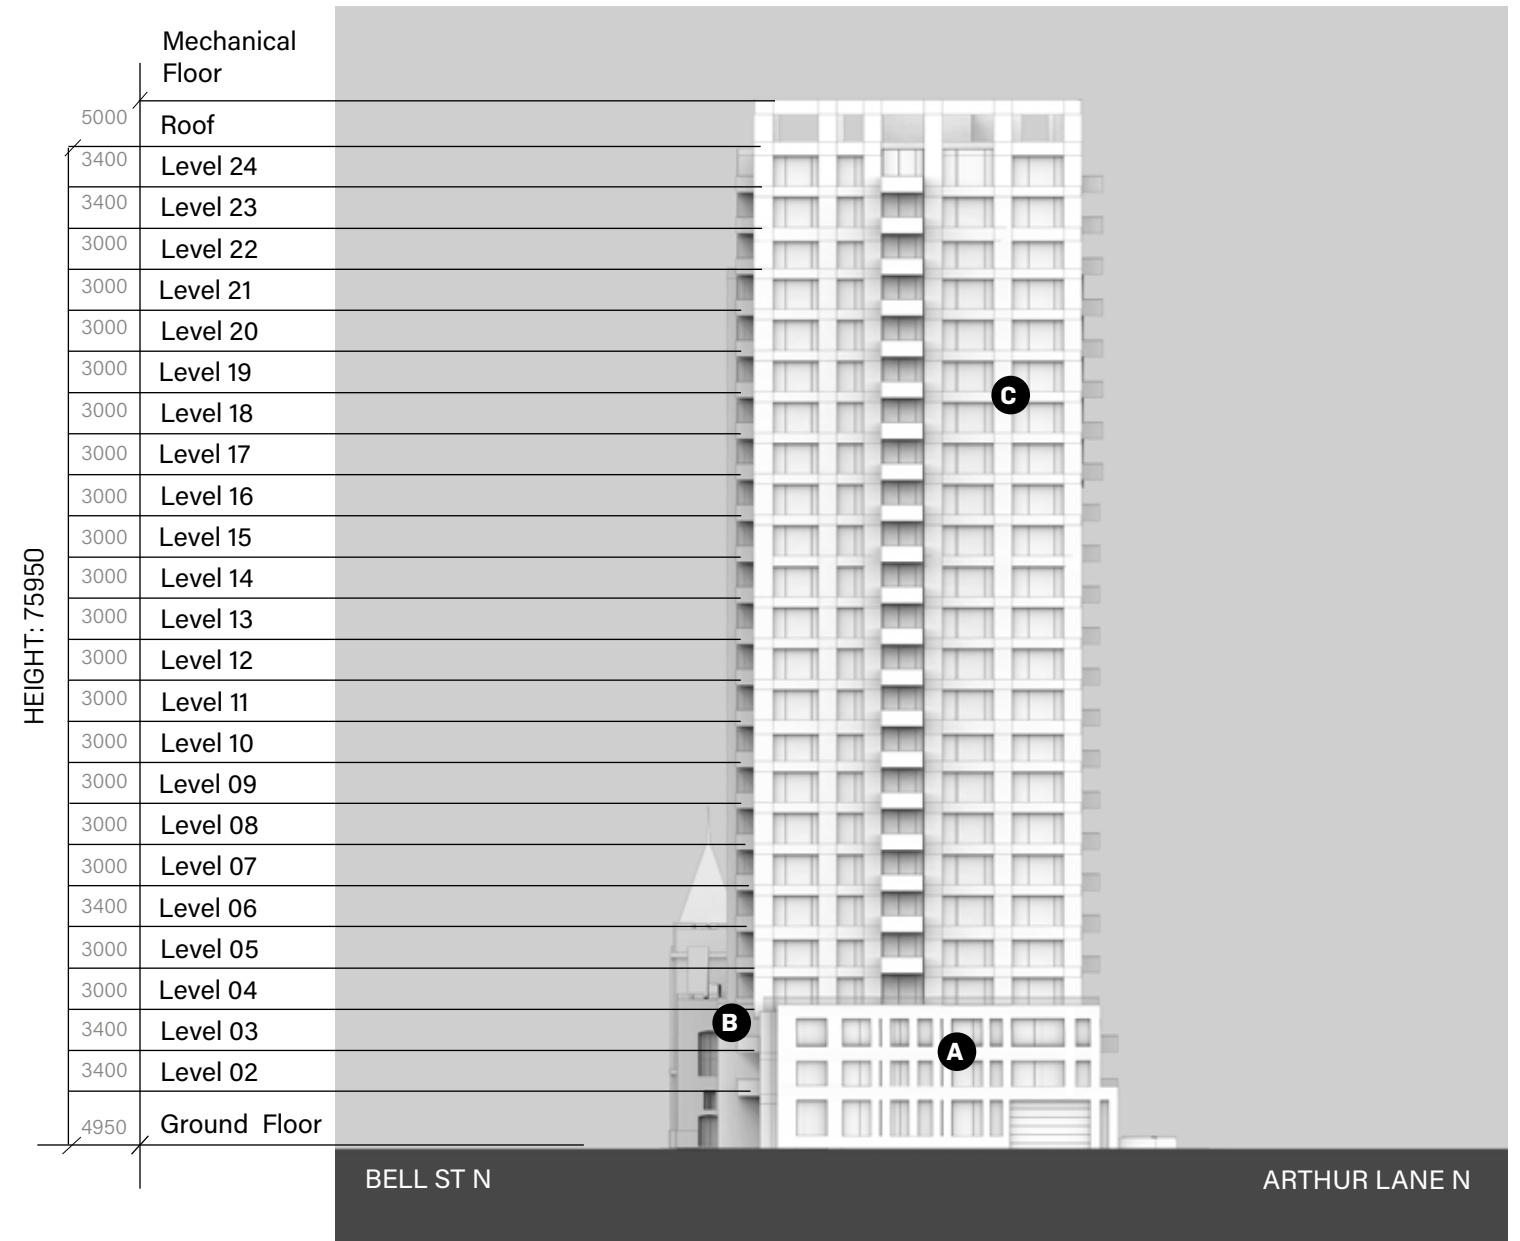 Mechanical
Floor
5000 Roof
3400 Level 24
3400 Level 23
3000 Level 22
3000 Level 21
3000 Level 20
3000 Level 19
3000 Level 18
3000 Level 17
3000 Level 16
3000 Level 15
3000 Level 14
3000 Level 13
3000 Level 12
3000 Level 11
3000 Level 10
3000 Level 09
3000 Level 08
3000 Level 07
3400 Level 06
3000 Level 05
3000 Level 04
3400 Level 03
3400 Level 02
4950 Ground Floor
HEIGHT: 75950
C
B
A
BELL ST N
ARTHUR LANE N